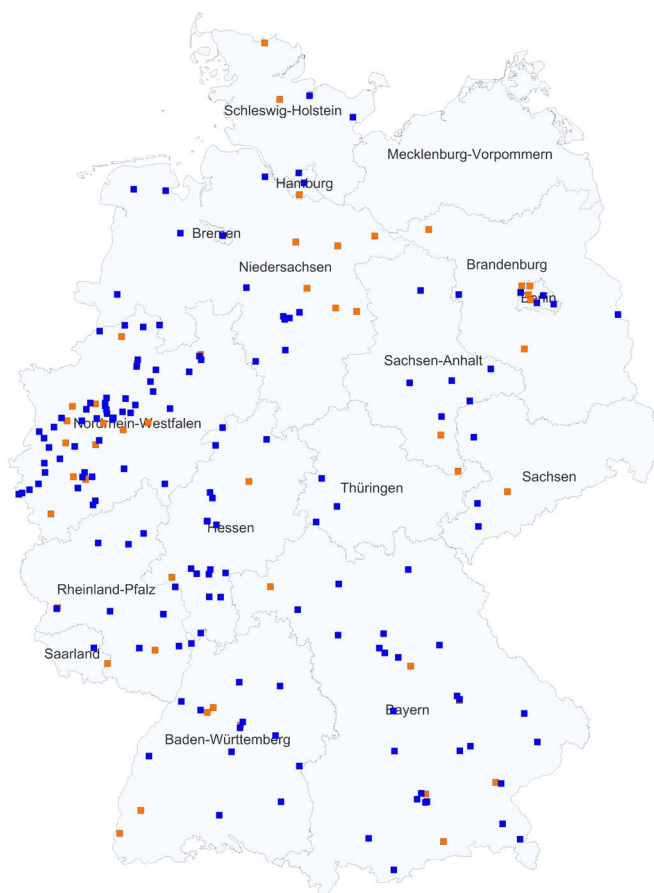 Schleswig-Holstein
Mecklenburg-Vorpommern
Hamburg
Bremen
Niedersachsen
Brandenburg
Berlin
Sachsen-Anhalt
Nordrhein-Westfalen
Sachsen
Thüringen
Hessen
Rheinland-Pfalz
Saarland
Bayern
Baden-Württemberg